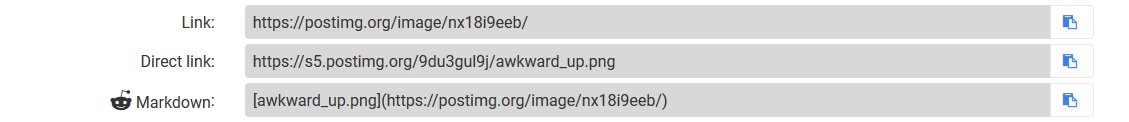 Link: https://postimg.org/image/nx18i9eeb/
Direct link: https://s5.postimg.org/9du3gul9j/awkward_up.png
Markdown: [awkward_up.png](https://postimg.org/image/nx18i9eeb/)